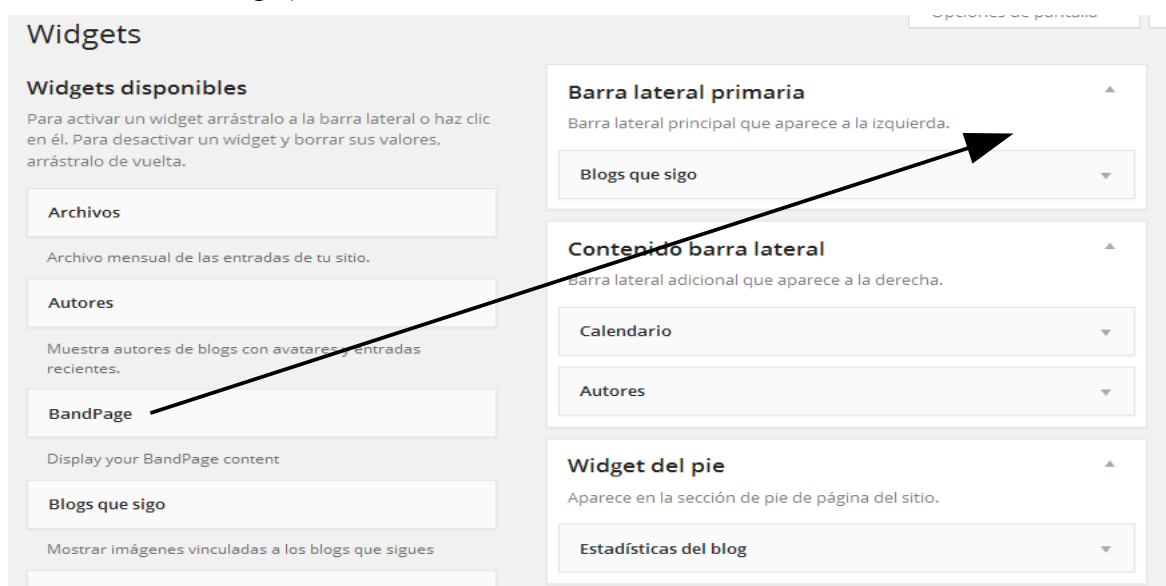 Opciones de pantalla
Widgets
Widgets disponibles
Para activar un widget arrástralo a la barra lateral o haz clic
en él. Para desactivar un widget y borrar sus valores,
arrástralo de vuelta.
Archivos
Archivo mensual de las entradas de tu sitio.
Autores
Muestra autores de blogs con avatares y entradas
recientes.
BandPage
Display your BandPage content
Blogs que sigo
Mostrar imágenes vinculadas a los blogs que sigues
Barra lateral primaria
Barra lateral principal que aparece a la izquierda.
Blogs que sigo
Contenido barra lateral
Barra lateral adicional que aparece a la derecha.
Calendario
Autores
Widget del pie
Aparece en la sección de pie de página del sitio.
Estadísticas del blog